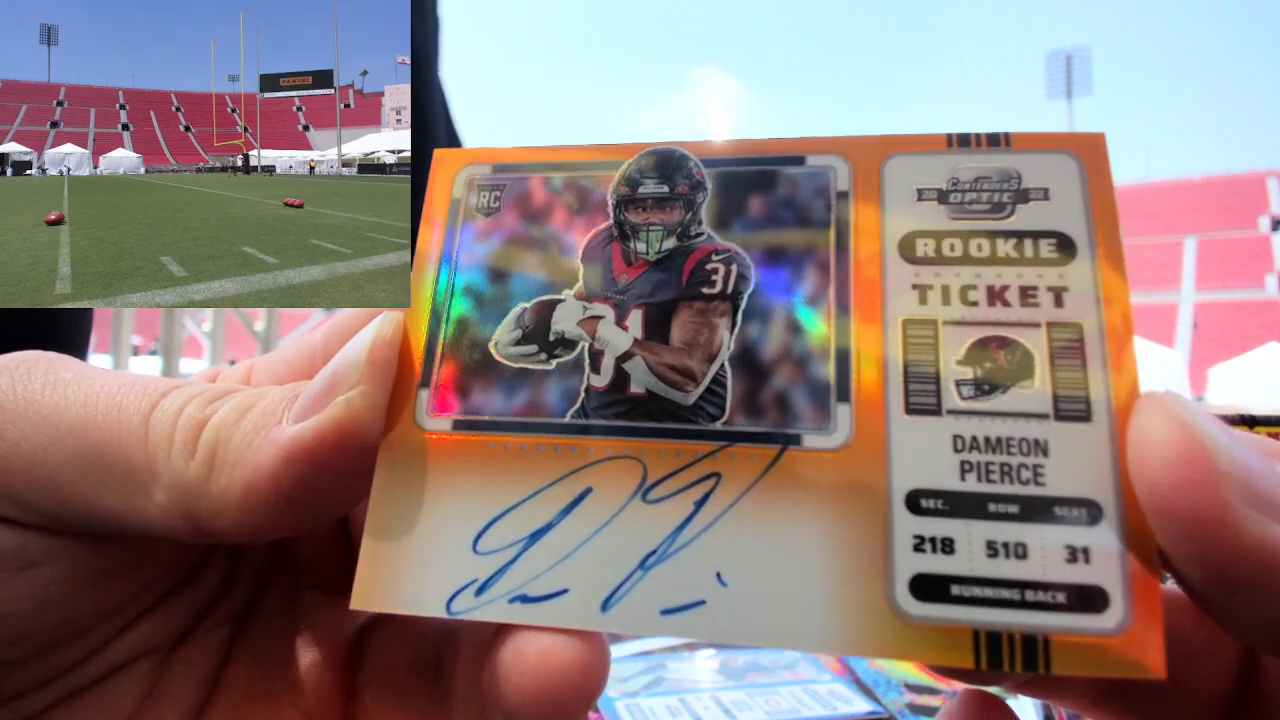 PANINI
RC
31
31
20 CONTENDERS 22
OPTIC
ROOKIE
TICKET
DAMEON
PIERCE
SEC. ROW SEAT
218 510 31
RUNNING BACK